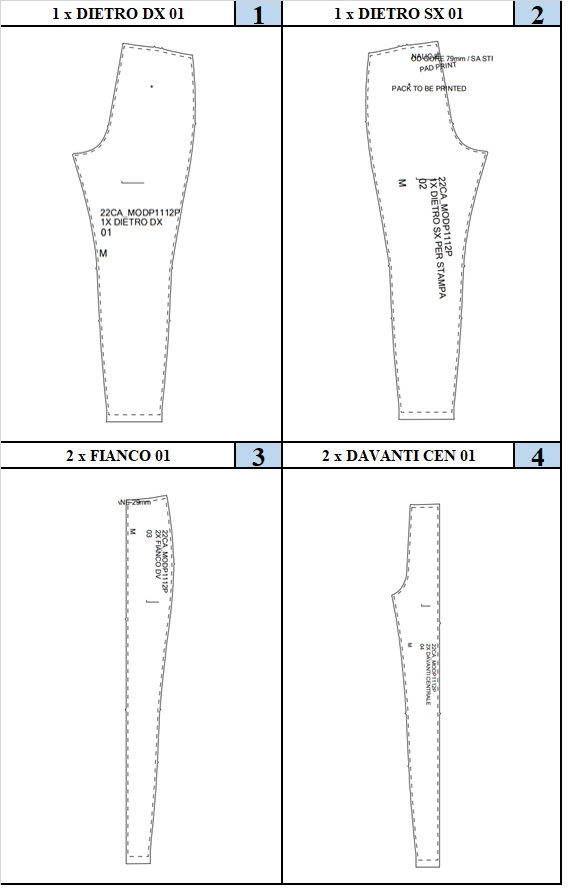 1 x DIETRO DX 01
1
1 x DIETRO SX 01
2
22CA_MODP1112P
1X DIETRO DX
01
M
79mm / SA STI
PAD PRINT
PACK TO BE PRINTED
22CA_MODP1112P
1X DIETRO SX PER STAMPA
02
M
2 x FIANCO 01
3
2 x DAVANTI CEN 01
4
29mm
22CA_MODP1112P
2X FIANCO DV
03
M
22CA_MODP1112P
2X DAVANTI CENTRALE
04
M